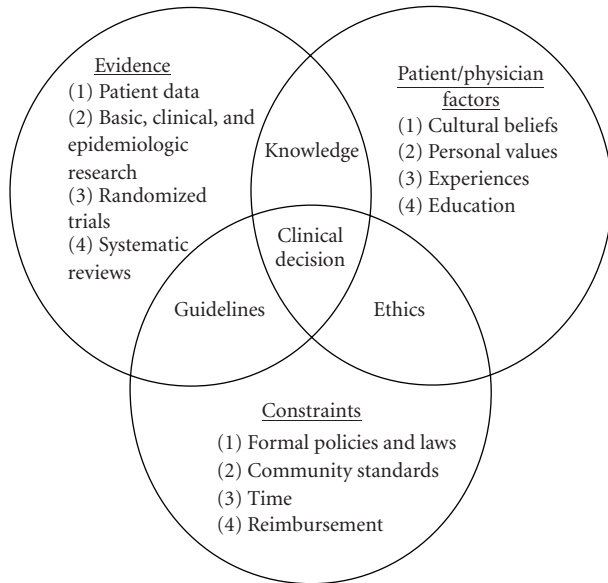 Evidence
(1) Patient data
(2) Basic, clinical, and
epidemiologic
research
(3) Randomized
trials
(4) Systematic
reviews
Patient/physician
factors
(1) Cultural beliefs
(2) Personal values
(3) Experiences
(4) Education
Knowledge
Clinical
decision
Guidelines
Ethics
Constraints
(1) Formal policies and laws
(2) Community standards
(3) Time
(4) Reimbursement